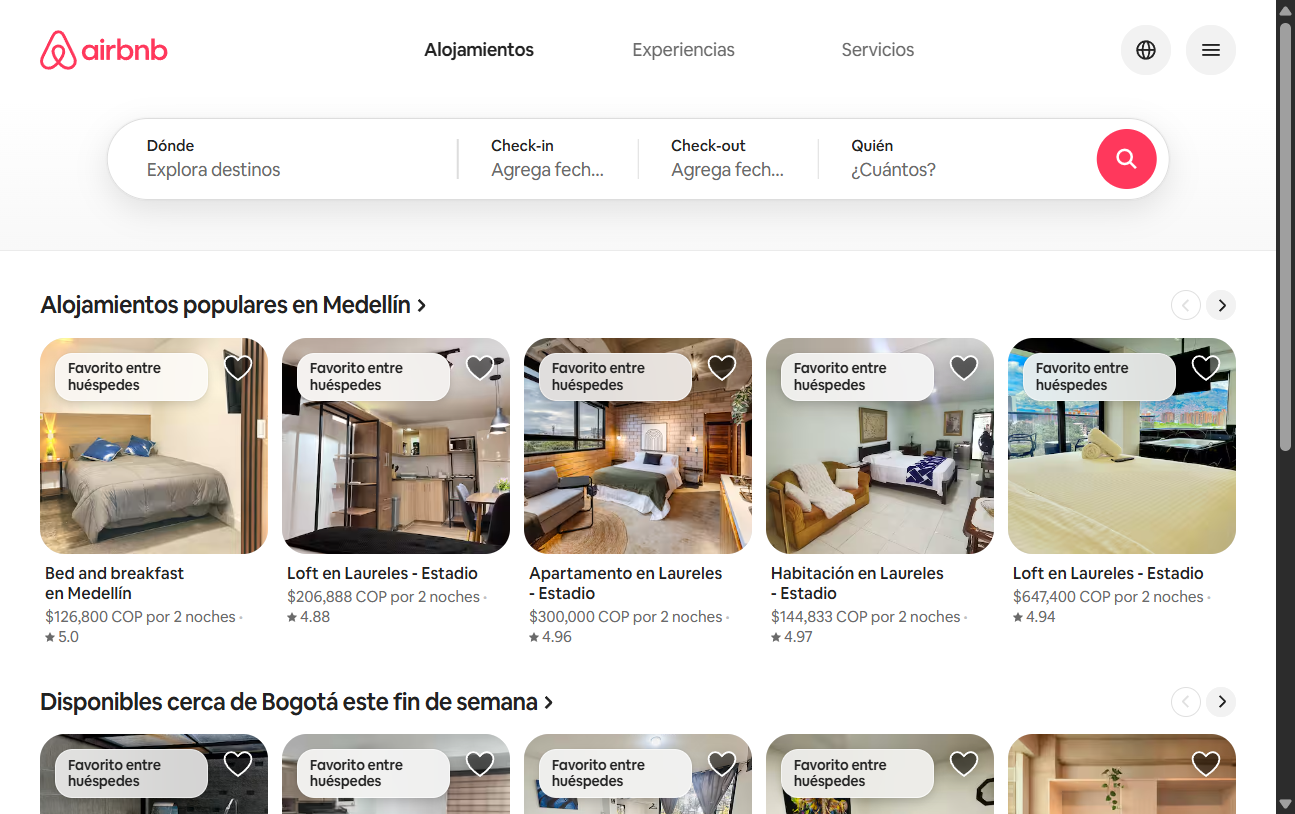 airbnb
Alojamientos
Experiencias
Servicios
Dónde
Explora destinos
Check-in
Agrega fech...
Check-out
Agrega fech...
Quién
¿Cuántos?
Alojamientos populares en Medellín
Favorito entre
huéspedes
Favorito entre
huéspedes
Favorito entre
huéspedes
Favorito entre
huéspedes
Favorito entre
huéspedes
Bed and breakfast
en Medellín
$126,800 COP por 2 noches ·
★ 5.0
Loft en Laureles - Estadio
$206,888 COP por 2 noches ·
★ 4.88
Apartamento en Laureles
- Estadio
$300,000 COP por 2 noches ·
★ 4.96
Habitación en Laureles
- Estadio
$144,833 COP por 2 noches ·
★ 4.97
Loft en Laureles - Estadio
$647,400 COP por 2 noches ·
★ 4.94
Disponibles cerca de Bogotá este fin de semana
Favorito entre
huéspedes
Favorito entre
huéspedes
Favorito entre
huéspedes
Favorito entre
huéspedes